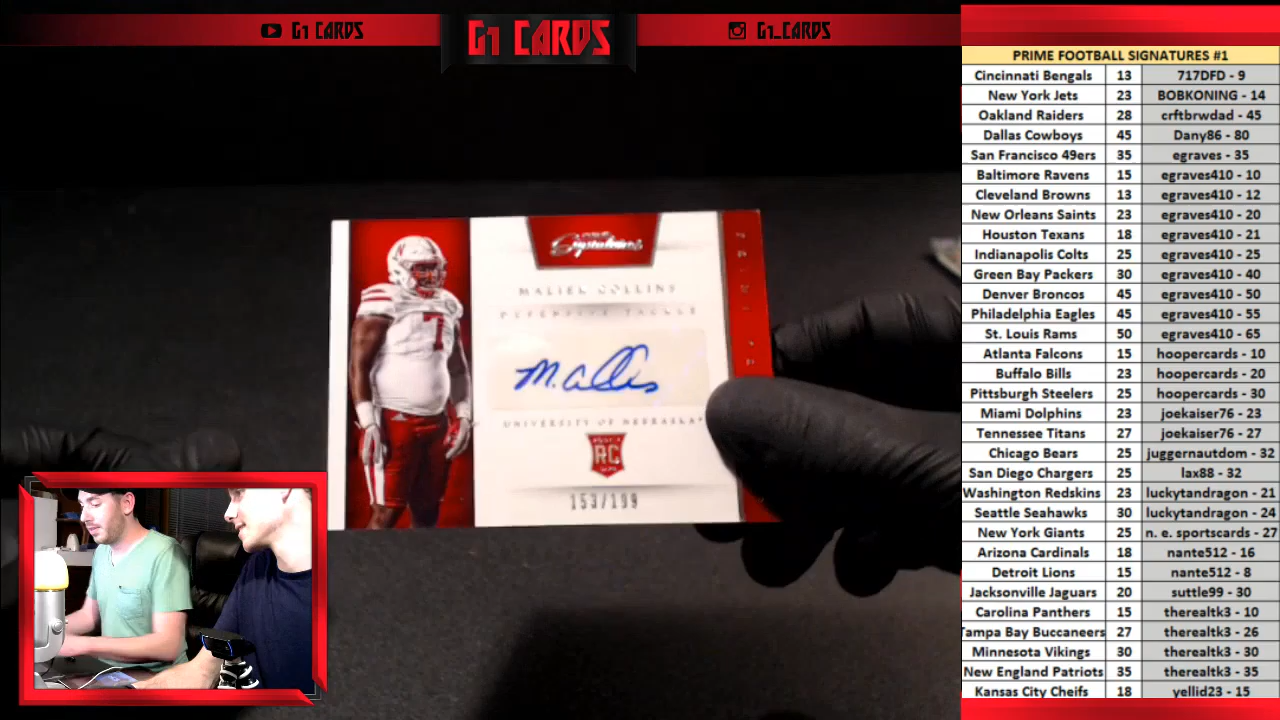 G1 CARDS
G1 CARDS
G1_CARDS
PRIME FOOTBALL SIGNATURES #1
Cincinnati Bengals 13 717DFD - 9
New York Jets 23 BOBKONING - 14
Oakland Raiders 28 crftbrwdad - 45
Dallas Cowboys 45 Dany86 - 80
San Francisco 49ers 35 egraves - 35
Baltimore Ravens 15 egraves410 - 10
Cleveland Browns 13 egraves410 - 12
New Orleans Saints 23 egraves410 - 20
Houston Texans 18 egraves410 - 21
Indianapolis Colts 25 egraves410 - 25
Green Bay Packers 30 egraves410 - 40
Denver Broncos 45 egraves410 - 50
Philadelphia Eagles 45 egraves410 - 55
St. Louis Rams 50 egraves410 - 65
Atlanta Falcons 15 hoopercards - 10
Buffalo Bills 23 hoopercards - 20
Pittsburgh Steelers 25 hoopercards - 30
Miami Dolphins 23 joekaiser76 - 23
Tennessee Titans 27 joekaiser76 - 27
Chicago Bears 25 juggernautdom - 32
San Diego Chargers 25 lax88 - 32
Washington Redskins 23 luckytandragon - 21
Seattle Seahawks 30 luckytandragon - 24
New York Giants 25 n. e. sportscards - 27
Arizona Cardinals 18 nante512 - 16
Detroit Lions 15 nante512 - 8
Jacksonville Jaguars 20 suttle99 - 30
Carolina Panthers 15 therealtk3 - 10
Tampa Bay Buccaneers 27 therealtk3 - 26
Minnesota Vikings 30 therealtk3 - 30
New England Patriots 35 therealtk3 - 35
Kansas City Cheifs 18 yellid23 - 15
Signatures
MALIEK COLLINS
DEFENSIVE TACKLE
UNIVERSITY OF NEBRASKA
RC
153/199
7